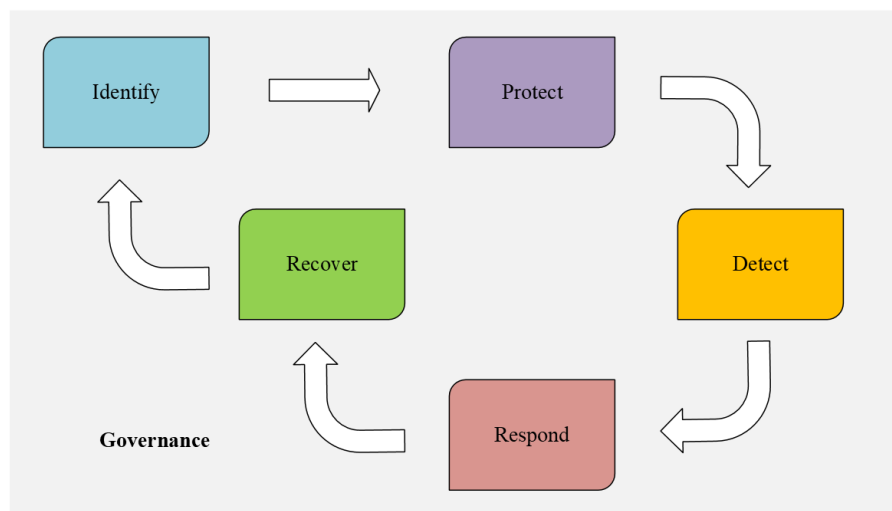 Identify
Protect
Recover
Detect
Respond
Governance